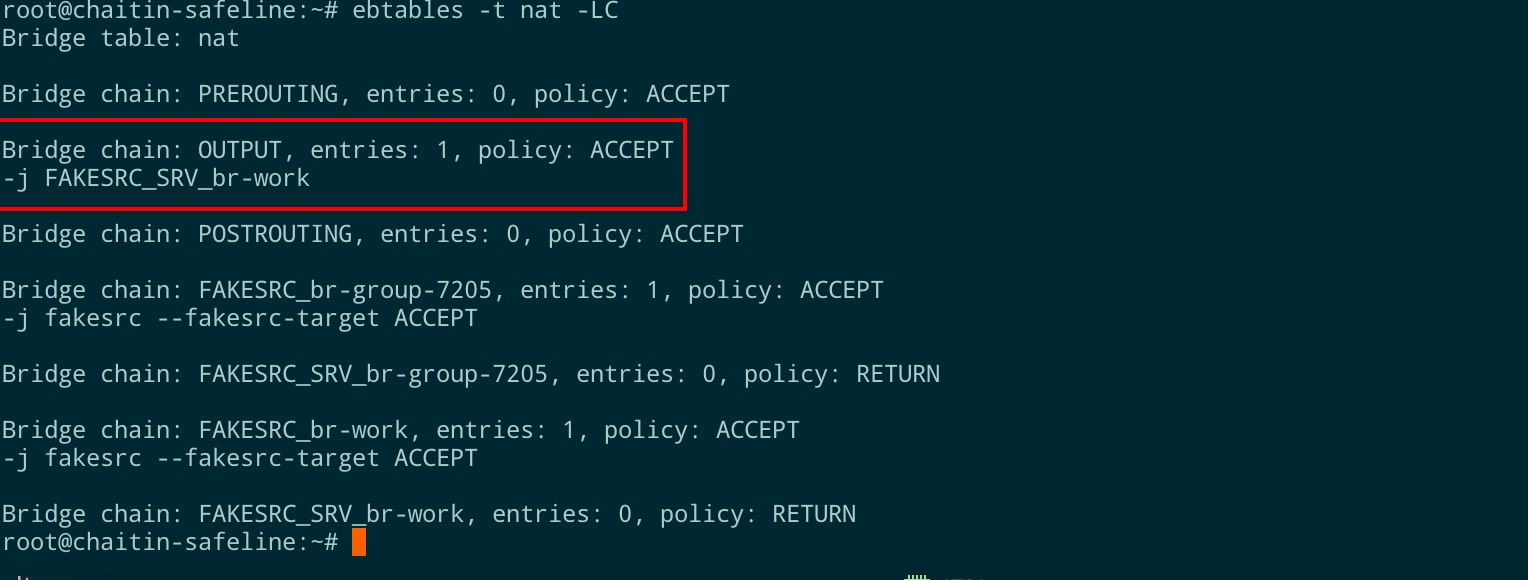 root@chaitin-safeline:~# ebtables -t nat -LC
Bridge table: nat
Bridge chain: PREROUTING, entries: 0, policy: ACCEPT
Bridge chain: OUTPUT, entries: 1, policy: ACCEPT
-j FAKESRC_SRV_br-work
Bridge chain: POSTROUTING, entries: 0, policy: ACCEPT
Bridge chain: FAKESRC_br-group-7205, entries: 1, policy: ACCEPT
-j fakesrc --fakesrc-target ACCEPT
Bridge chain: FAKESRC_SRV_br-group-7205, entries: 0, policy: RETURN
Bridge chain: FAKESRC_br-work, entries: 1, policy: ACCEPT
-j fakesrc --fakesrc-target ACCEPT
Bridge chain: FAKESRC_SRV_br-work, entries: 0, policy: RETURN
root@chaitin-safeline:~#